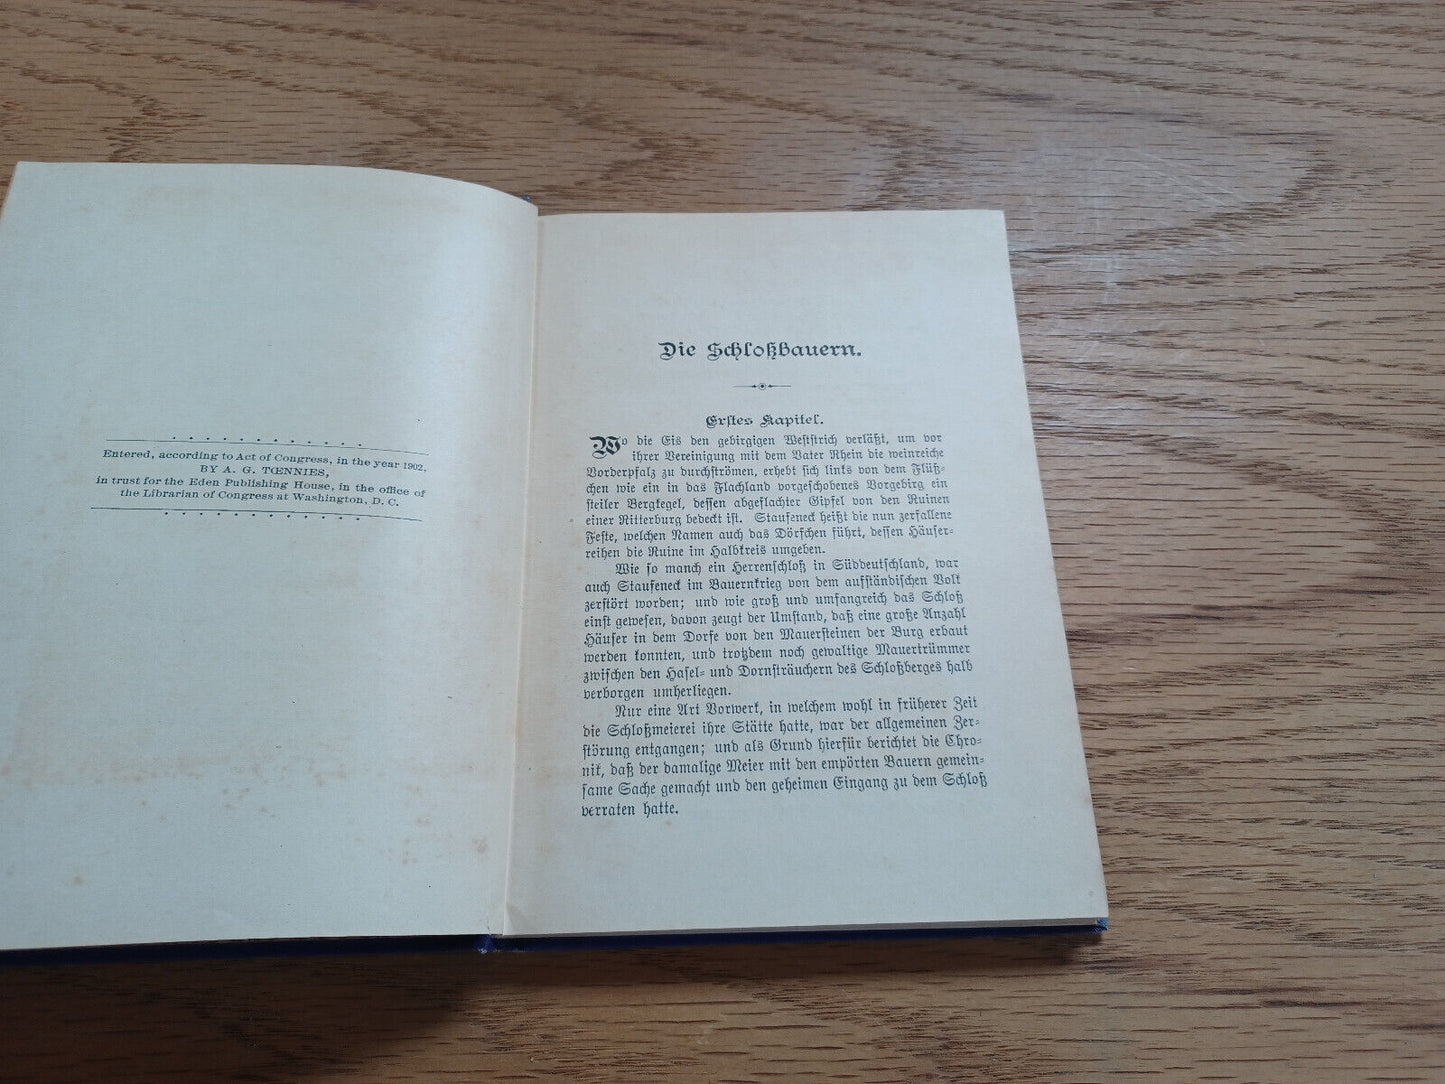 Entered, according to Act of Congress, in the year 1902,
BY A. G. TŒNNIES,
in trust for the Eden Publishing House, in the office of
the Librarian of Congress at Washington, D. C.
Die Schloßbauern.
Erstes Kapitel.
Wo die Eis den gebirgigen Weststrich verläßt, um vor
ihrer Vereinigung mit dem Vater Rhein die weinreiche
Vorderpfalz zu durchströmen, erhebt sich links von dem Flüß-
chen wie ein in das Flachland vorgeschobenes Vorgebirg ein
steiler Bergkegel, dessen abgeflachter Gipfel von den Ruinen
einer Ritterburg bedeckt ist. Staufeneck heißt die nun zerfallene
Feste, welchen Namen auch das Dörfchen führt, dessen Häuser-
reihen die Ruine im Halbkreis umgeben.
Wie so manch ein Herrenschloß in Süddeutschland, war
auch Staufeneck im Bauernkrieg von dem aufständischen Volk
zerstört worden; und wie groß und umfangreich das Schloß
einst gewesen, davon zeugt der Umstand, daß eine große Anzahl
Häuser in dem Dorfe von den Mauersteinen der Burg erbaut
werden konnten, und trotzdem noch gewaltige Mauertrümmer
zwischen den Hasel- und Dornsträuchern des Schloßberges halb
verborgen umherliegen.
Nur eine Art Vorwerk, in welchem wohl in früherer Zeit
die Schloßmeierei ihre Stätte hatte, war der allgemeinen Zer-
störung entgangen; und als Grund hierfür berichtet die Chro-
nik, daß der damalige Meier mit den empörten Bauern gemein-
same Sache gemacht und den geheimen Eingang zu dem Schloß
verraten hatte.